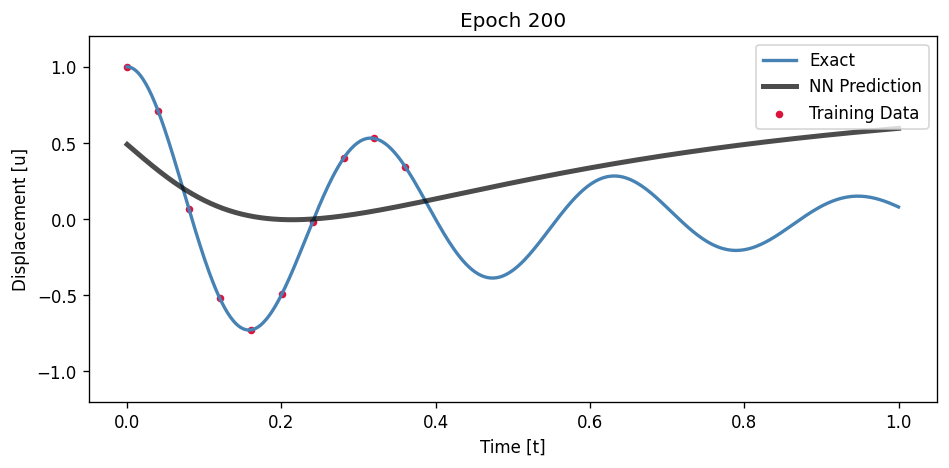 Epoch 200
Exact
NN Prediction
Training Data
Displacement [u]
1.0
0.5
0.0
−0.5
−1.0
0.0 0.2 0.4 0.6 0.8 1.0
Time [t]